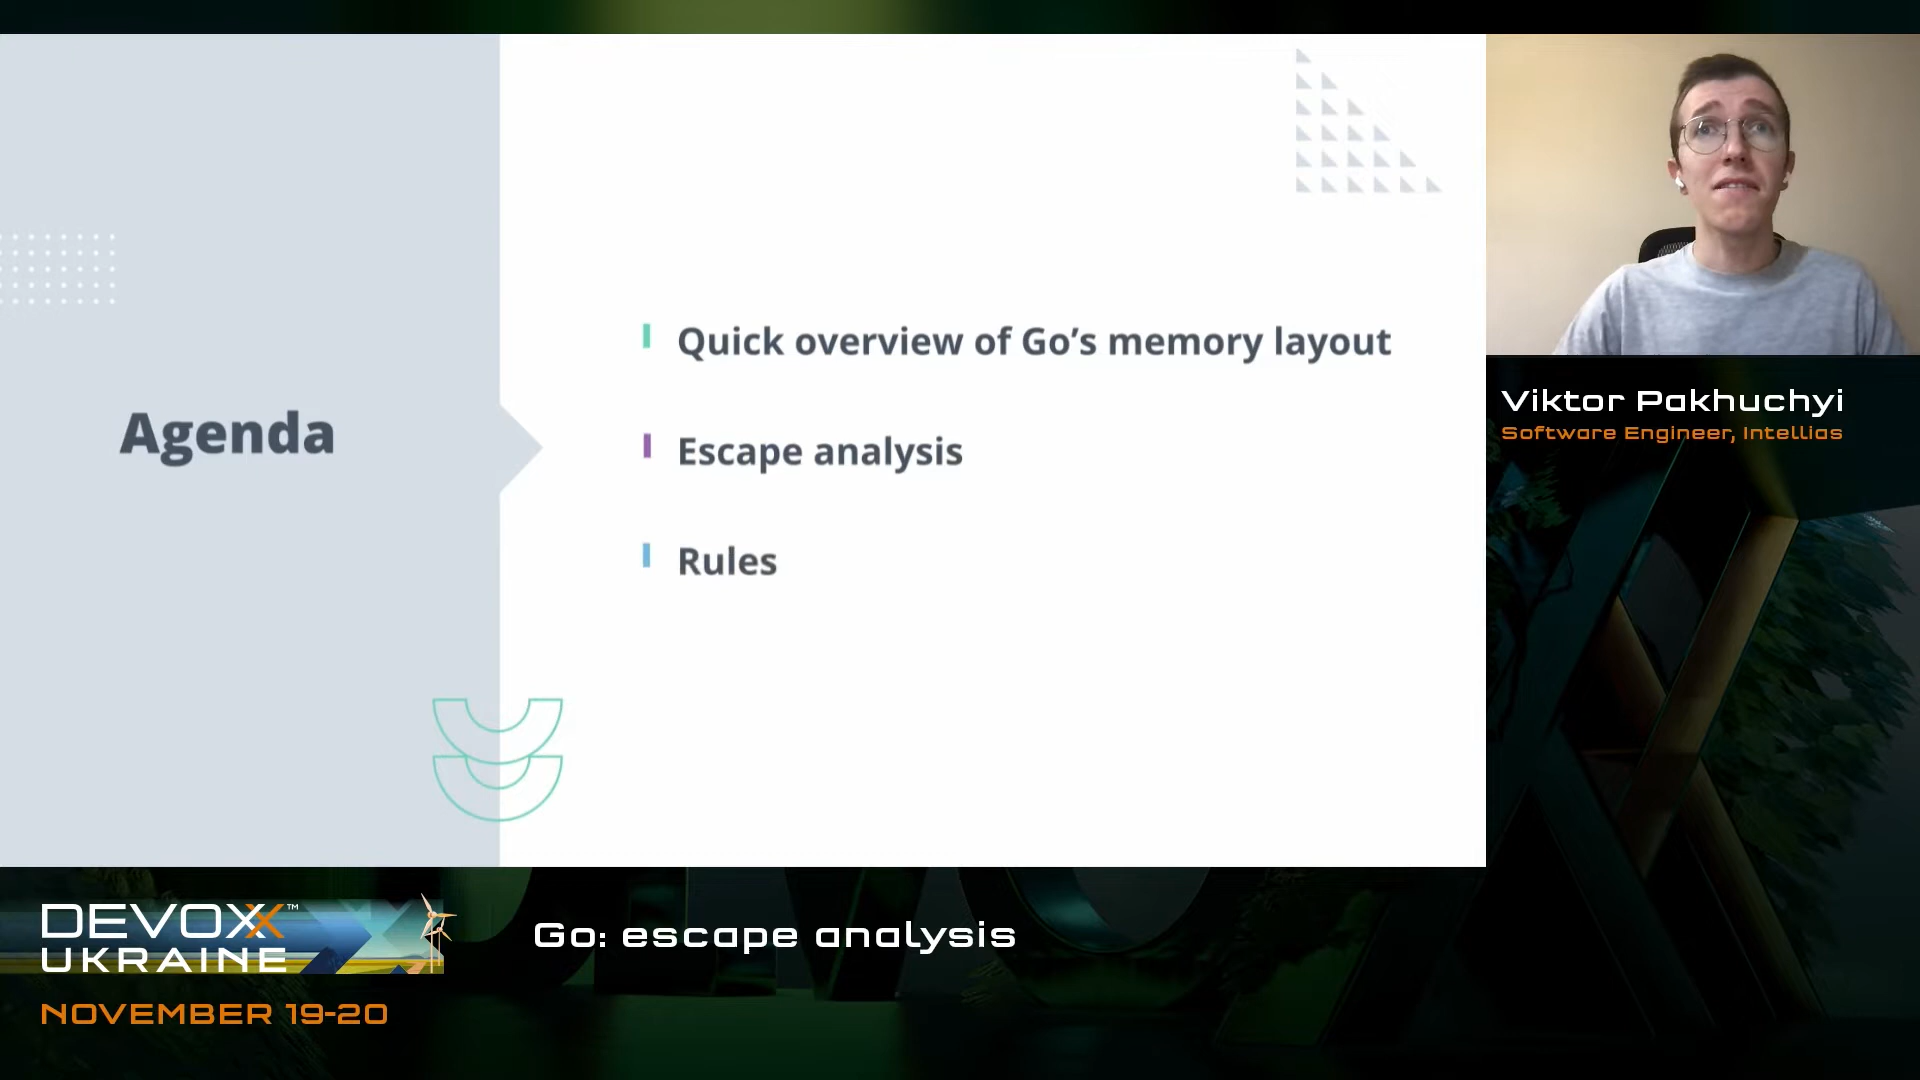 Agenda
Quick overview of Go’s memory layout
Escape analysis
Rules
Viktor Pakhuchyi
Software Engineer, Intellias
DEVOXX™
UKRAINE
NOVEMBER 19-20
Go: escape analysis